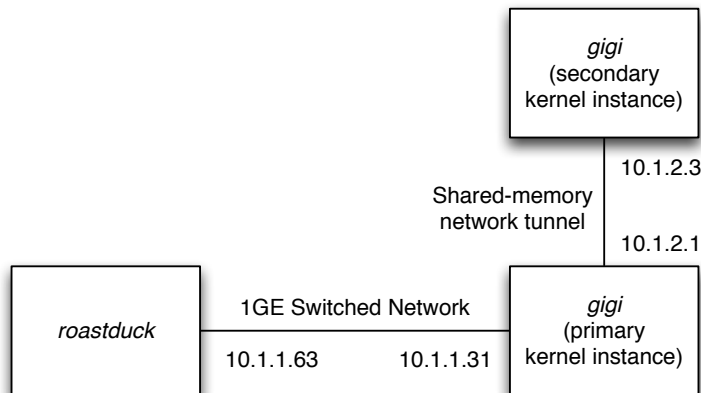 gigi
(secondary
kernel instance)
10.1.2.3
Shared-memory
network tunnel
10.1.2.1
roastduck
1GE Switched Network
10.1.1.63
10.1.1.31
gigi
(primary
kernel instance)